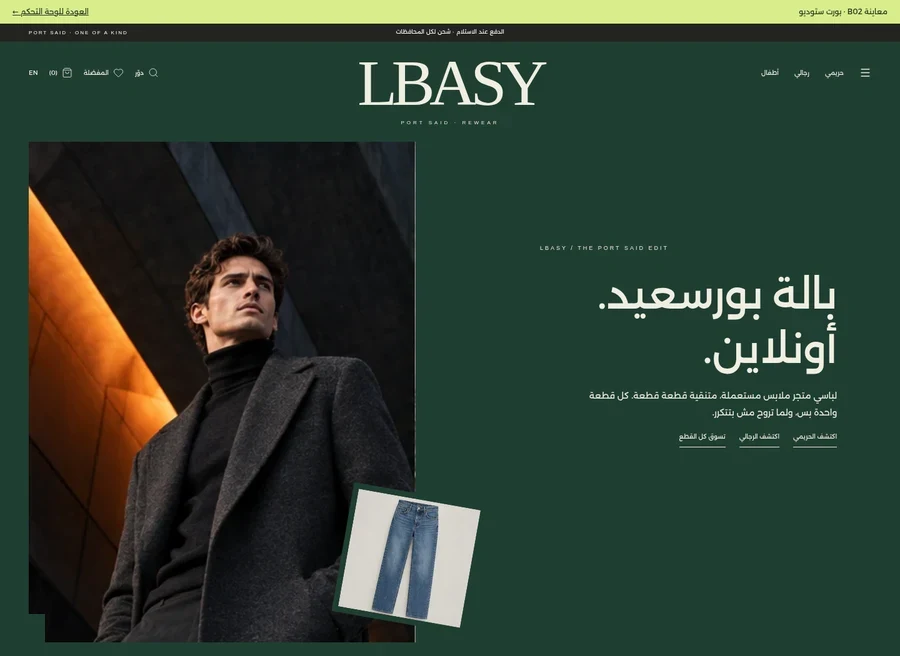 معاينة B02 · بورت ستوديو
العودة للوحة التحكم ←
PORT SAID · ONE OF A KIND
الدفع عند الاستلام · شحن لكل المحافظات
حريمي
رجالي
أطفال
LBASY
PORT SAID · REWEAR
دوّر
المفضلة
(0)
EN
LBASY / THE PORT SAID EDIT
بالة بورسعيد.
أونلاين.
لباسي متجر ملابس مستعملة، متنقية قطعة قطعة. كل قطعة
واحدة بس، ولما تروح مش بتتكرر.
اكتشف الحريمي
اكتشف الرجالي
تسوق كل القطع